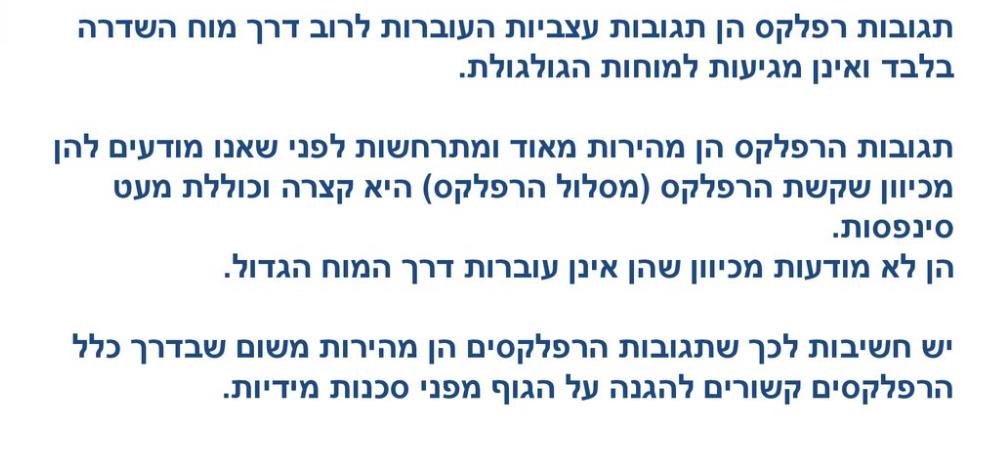 תגובות רפלקס הן תגובות עצביות העוברות לרוב דרך מוח השדרה
בלבד ואינן מגיעות למוחות הגולגולת.
תגובות הרפלקס הן מהירות מאוד ומתרחשות לפני שאנו מודעים להן
מכיוון שקשת הרפלקס (מסלול הרפלקס) היא קצרה וכוללת מעט
סינפסות.
הן לא מודעות מכיוון שהן אינן עוברות דרך המוח הגדול.
יש חשיבות לכך שתגובות הרפלקסים הן מהירות משום שבדרך כלל
הרפלקסים קשורים להגנה על הגוף מפני סכנות מידיות.